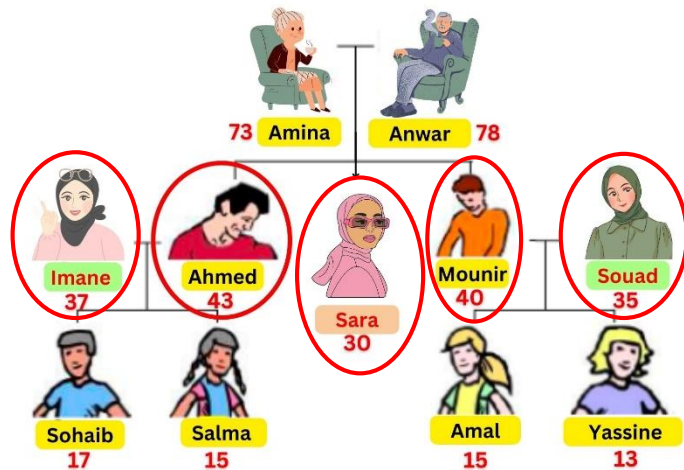 73 Amina Anwar 78
Imane Ahmed Mounir Souad
37 43 40 35
Sara
30
Sohaib Salma Amal Yassine
17 15 15 13